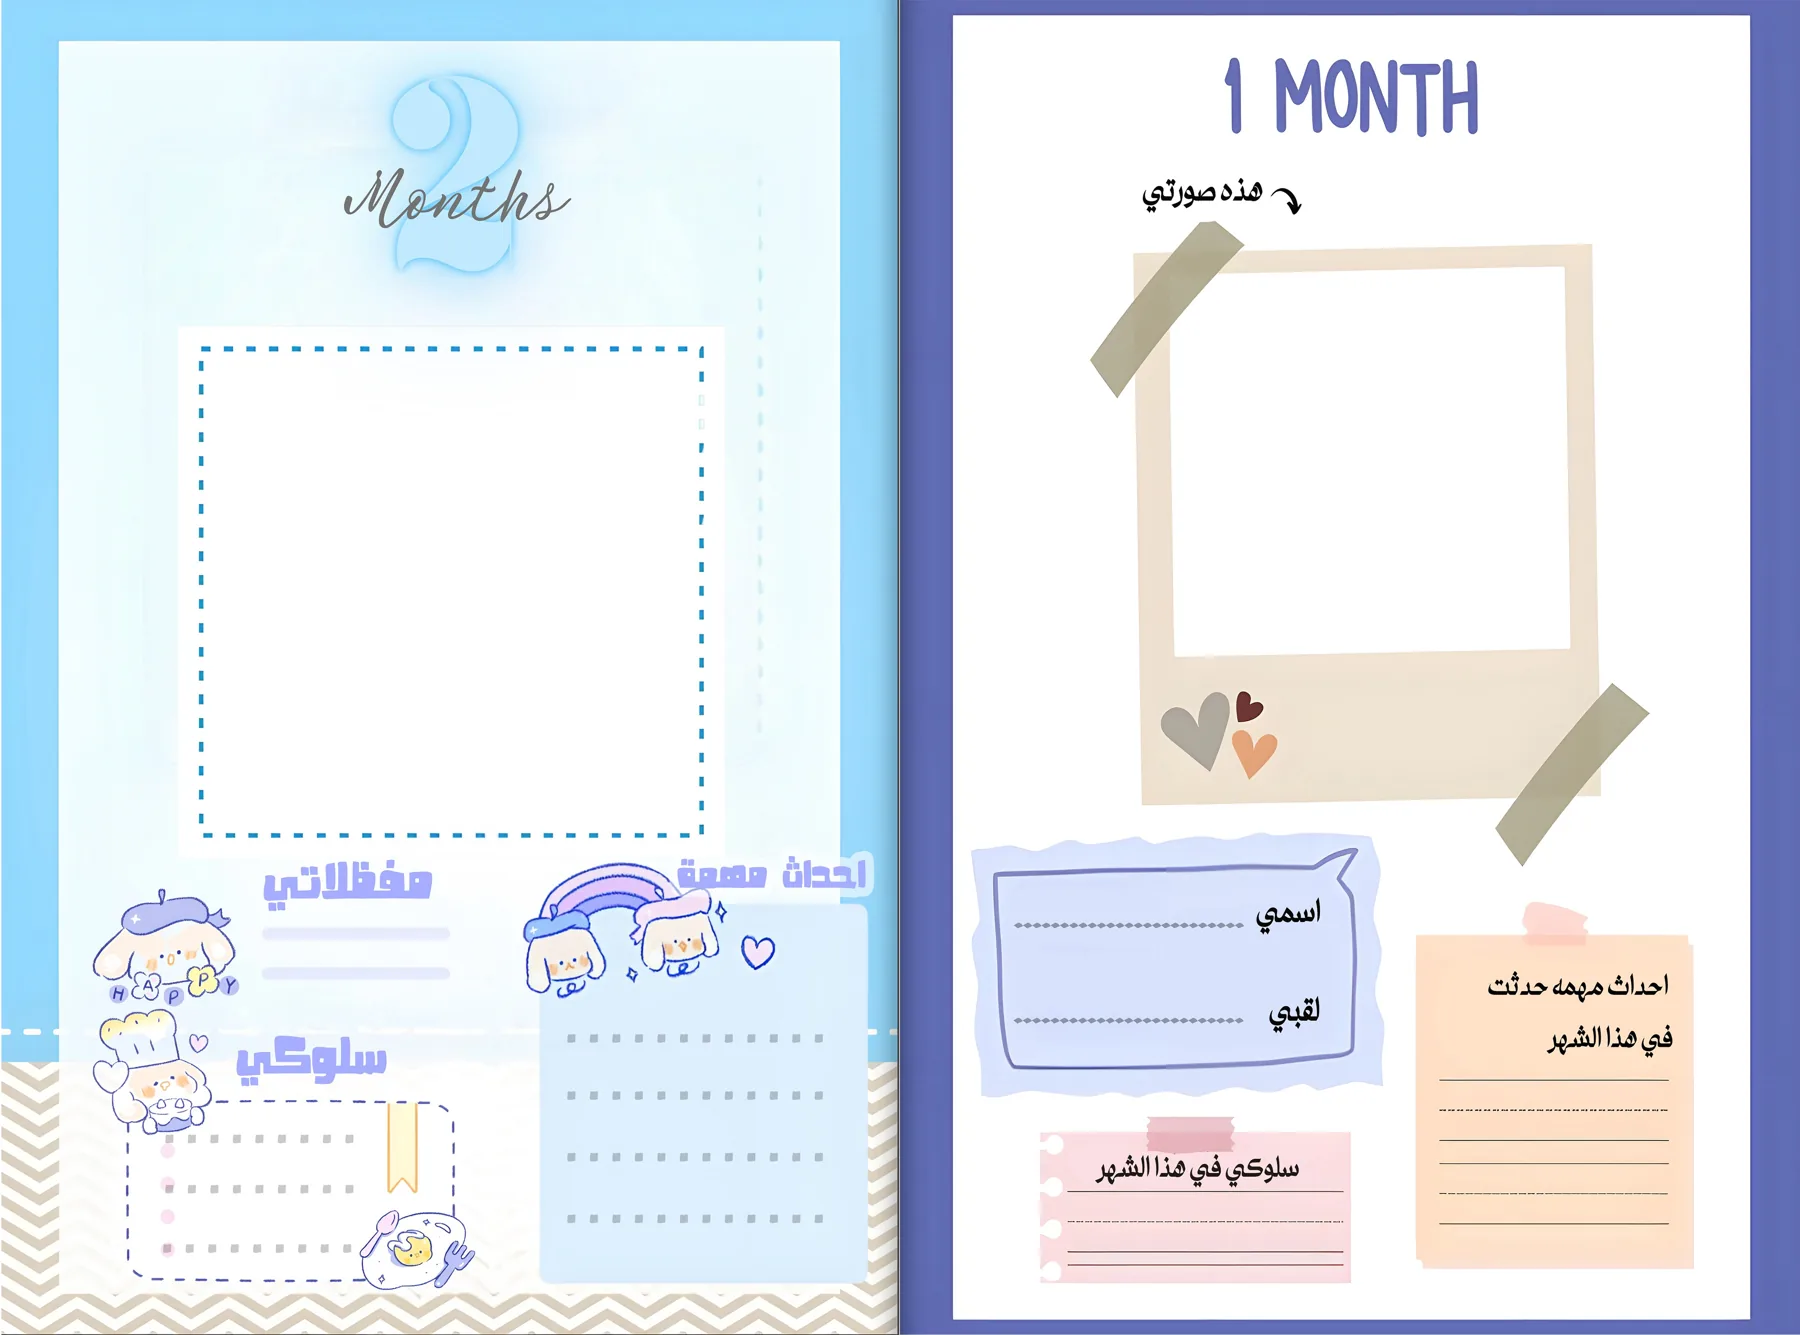 2
Months
مفظلاتي
احداث مهمة
HAPPY
سلوكي
1 MONTH
هذه صورتي
اسمي
لقبي
احداث مهمه حدثت
في هذا الشهر
سلوكي في هذا الشهر